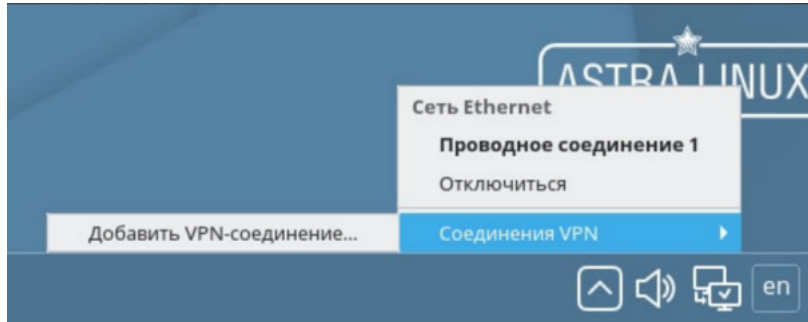 ASTRA LINUX
Сеть Ethernet
Проводное соединение 1
Отключиться
Добавить VPN-соединение...
Соединения VPN
en